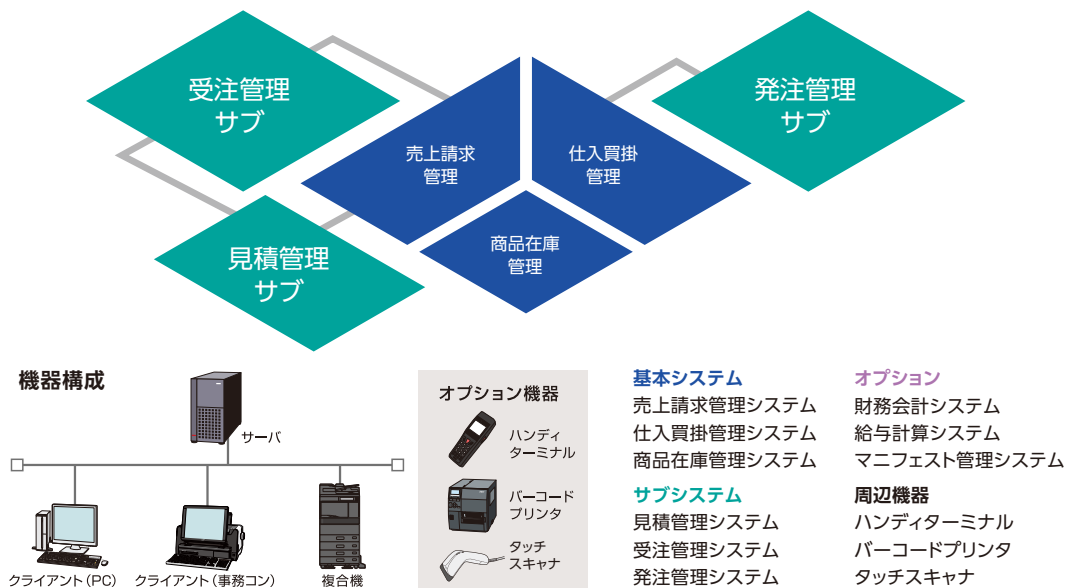 受注管理
サブ
発注管理
サブ
売上請求
管理
仕入買掛
管理
見積管理
サブ
商品在庫
管理
機器構成
サーバ
クライアント（PC）
クライアント（事務コン）
複合機
オプション機器
ハンディ
ターミナル
バーコード
プリンタ
タッチ
スキャナ
基本システム
売上請求管理システム
仕入買掛管理システム
商品在庫管理システム
サブシステム
見積管理システム
受注管理システム
発注管理システム
オプション
財務会計システム
給与計算システム
マニフェスト管理システム
周辺機器
ハンディターミナル
バーコードプリンタ
タッチスキャナ